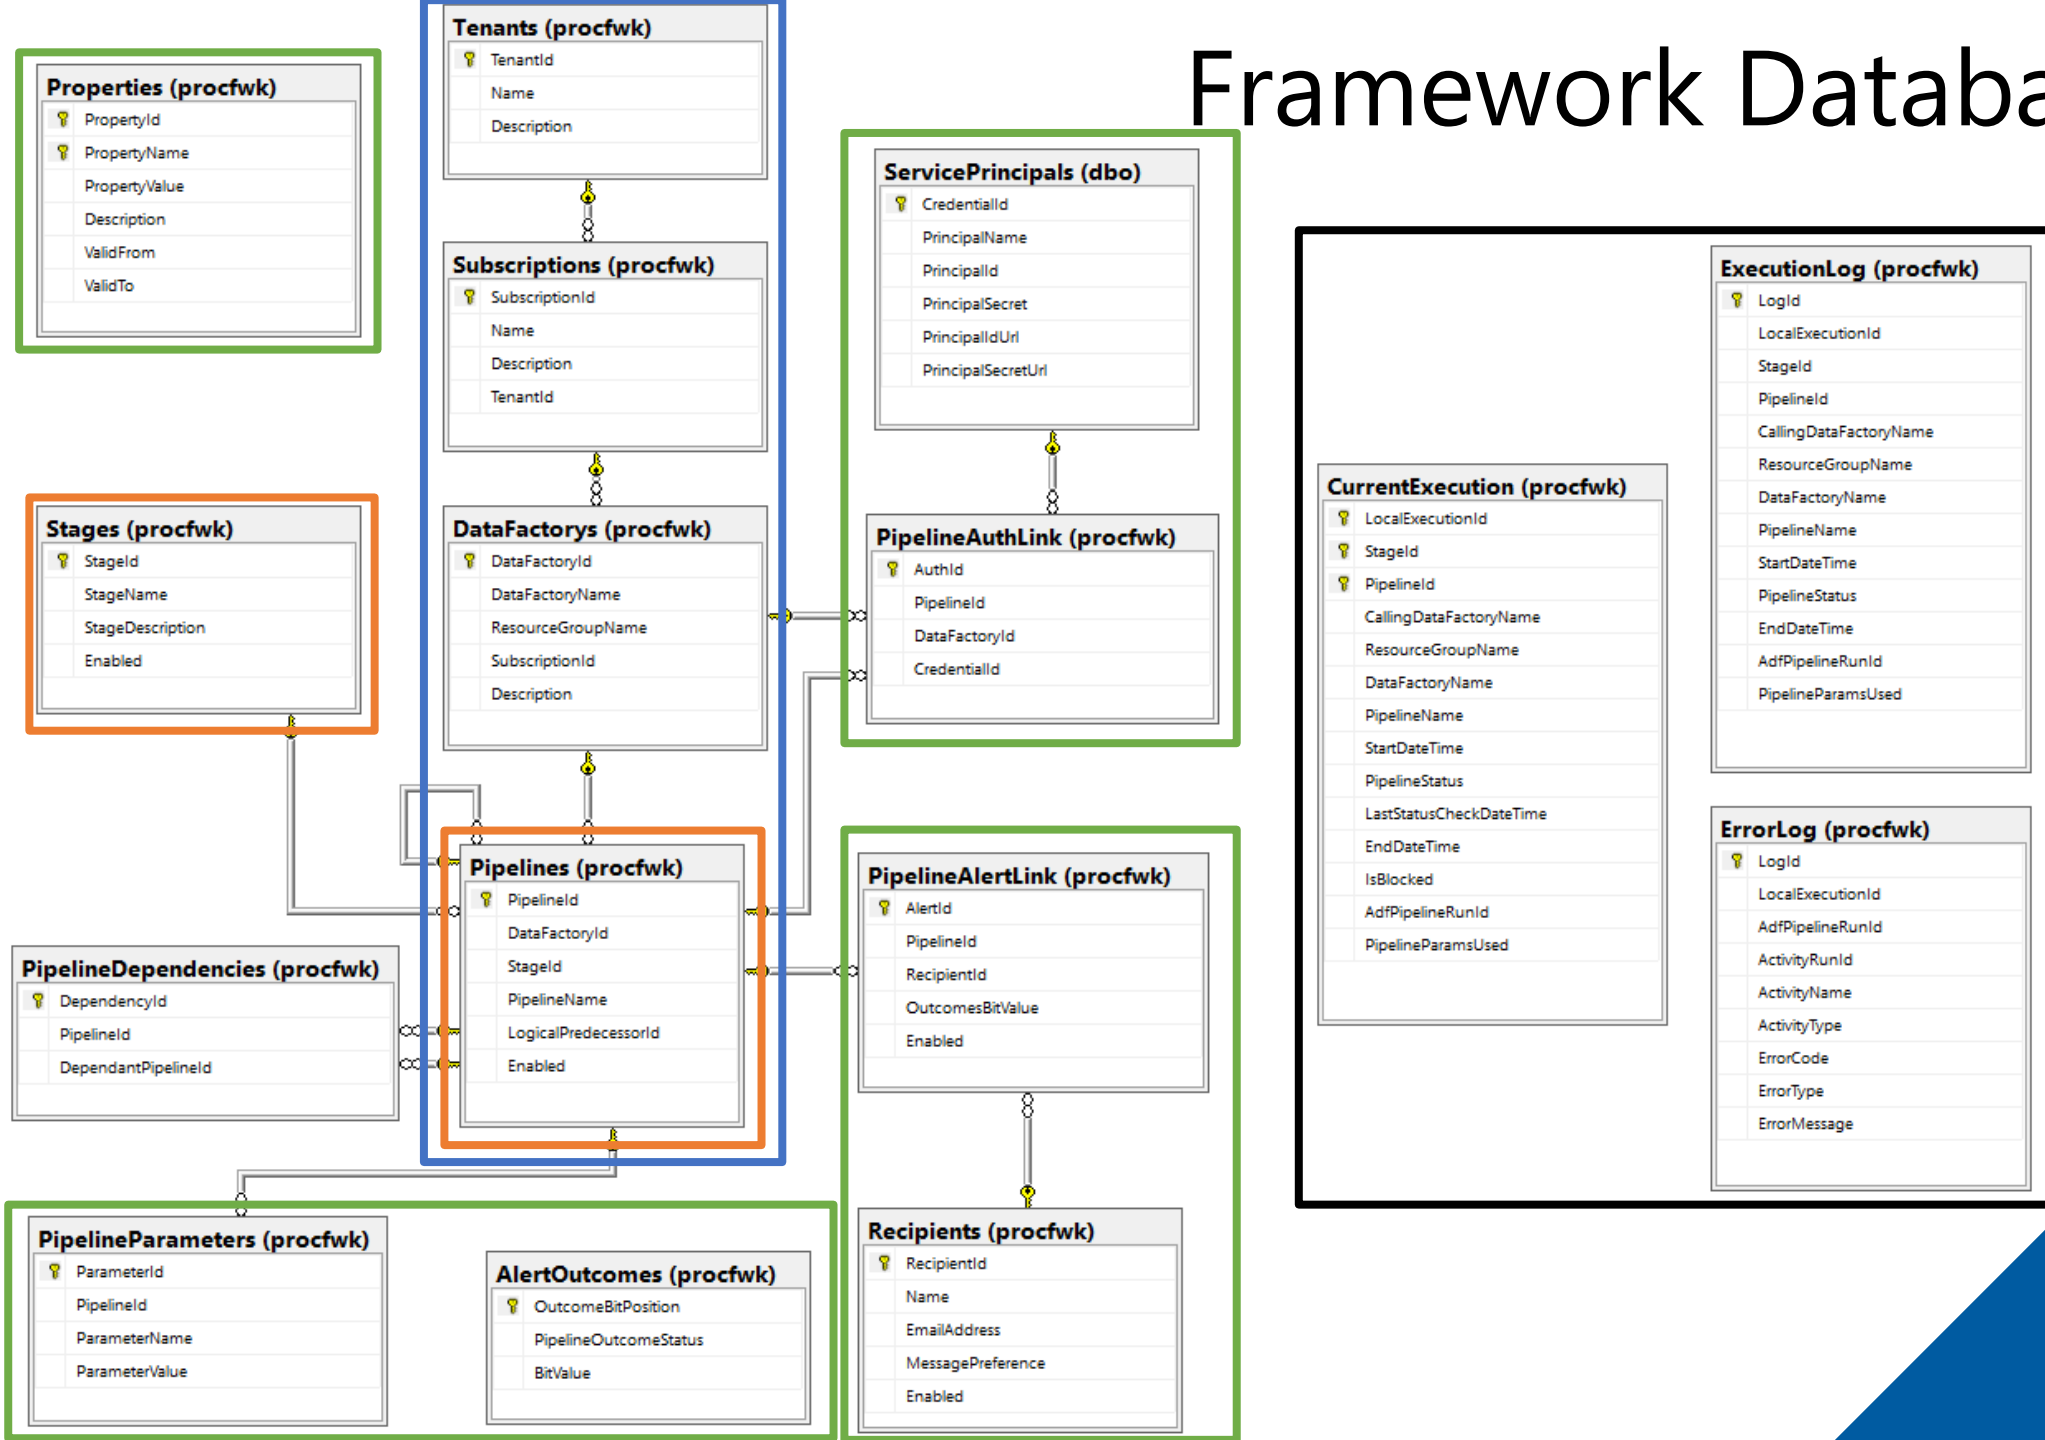 Framework Databa
Properties (procfwk)
PropertyId
PropertyName
PropertyValue
Description
ValidFrom
ValidTo
Tenants (procfwk)
TenantId
Name
Description
Subscriptions (procfwk)
SubscriptionId
Name
Description
TenantId
DataFactorys (procfwk)
DataFactoryId
DataFactoryName
ResourceGroupName
SubscriptionId
Description
Stages (procfwk)
StageId
StageName
StageDescription
Enabled
Pipelines (procfwk)
PipelineId
DataFactoryId
StageId
PipelineName
LogicalPredecessorId
Enabled
PipelineDependencies (procfwk)
DependencyId
PipelineId
DependantPipelineId
PipelineParameters (procfwk)
ParameterId
PipelineId
ParameterName
ParameterValue
AlertOutcomes (procfwk)
OutcomeBitPosition
PipelineOutcomeStatus
BitValue
ServicePrincipals (dbo)
CredentialId
PrincipalName
PrincipalId
PrincipalSecret
PrincipalIdUrl
PrincipalSecretUrl
PipelineAuthLink (procfwk)
AuthId
PipelineId
DataFactoryId
CredentialId
PipelineAlertLink (procfwk)
AlertId
PipelineId
RecipientId
OutcomesBitValue
Enabled
Recipients (procfwk)
RecipientId
Name
EmailAddress
MessagePreference
Enabled
CurrentExecution (procfwk)
LocalExecutionId
StageId
PipelineId
CallingDataFactoryName
ResourceGroupName
DataFactoryName
PipelineName
StartDateTime
PipelineStatus
LastStatusCheckDateTime
EndDateTime
IsBlocked
AdfPipelineRunId
PipelineParamsUsed
ExecutionLog (procfwk)
LogId
LocalExecutionId
StageId
PipelineId
CallingDataFactoryName
ResourceGroupName
DataFactoryName
PipelineName
StartDateTime
PipelineStatus
EndDateTime
AdfPipelineRunId
PipelineParamsUsed
ErrorLog (procfwk)
LogId
LocalExecutionId
AdfPipelineRunId
ActivityRunId
ActivityName
ActivityType
ErrorCode
ErrorType
ErrorMessage